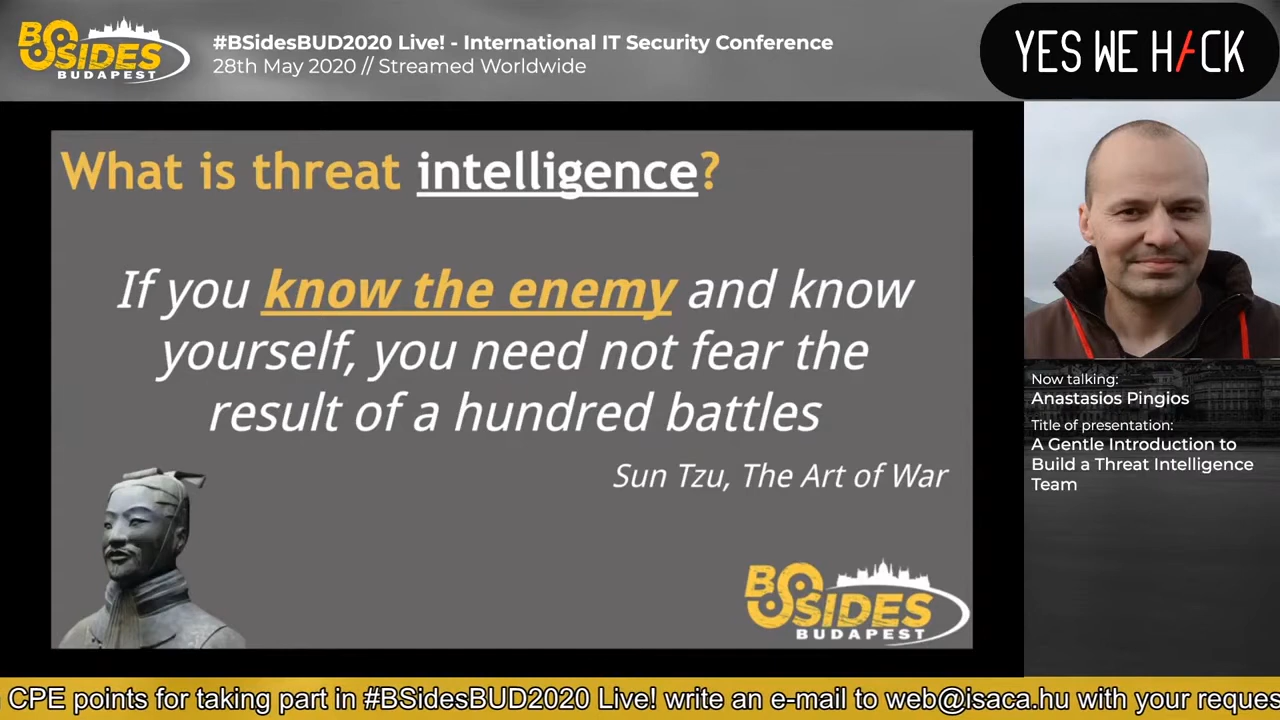 BSIDES
BUDAPEST
#BSidesBUD2020 Live! - International IT Security Conference
28th May 2020 // Streamed Worldwide
YES WE H/CK
What is threat intelligence?
If you know the enemy and know
yourself, you need not fear the
result of a hundred battles
Sun Tzu, The Art of War
BSIDES
BUDAPEST
Now talking:
Anastasios Pingios
Title of presentation:
A Gentle Introduction to
Build a Threat Intelligence
Team
CPE points for taking part in #BSidesBUD2020 Live! write an e-mail to web@isaca.hu with your reques